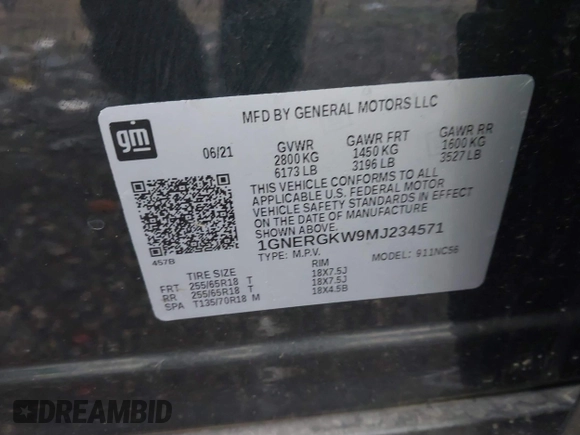 MFD BY GENERAL MOTORS LLC
gm
06/21
GVWR GAWR FRT GAWR RR
2800 KG 1450 KG 1600 KG
6173 LB 3196 LB 3527 LB
THIS VEHICLE CONFORMS TO ALL
APPLICABLE U.S. FEDERAL MOTOR
VEHICLE SAFETY STANDARDS IN EFFECT
ON THE DATE OF MANUFACTURE
SHOWN ABOVE.
1GNERGKW9MJ234571
457B
TYPE: M.P.V. MODEL: 911NC56
TIRE SIZE RIM
FRT 255/65R18 T 18X7.5J
RR 255/65R18 T 18X7.5J
SPA T135/70R18 M 18X4.5B
DREAMBID